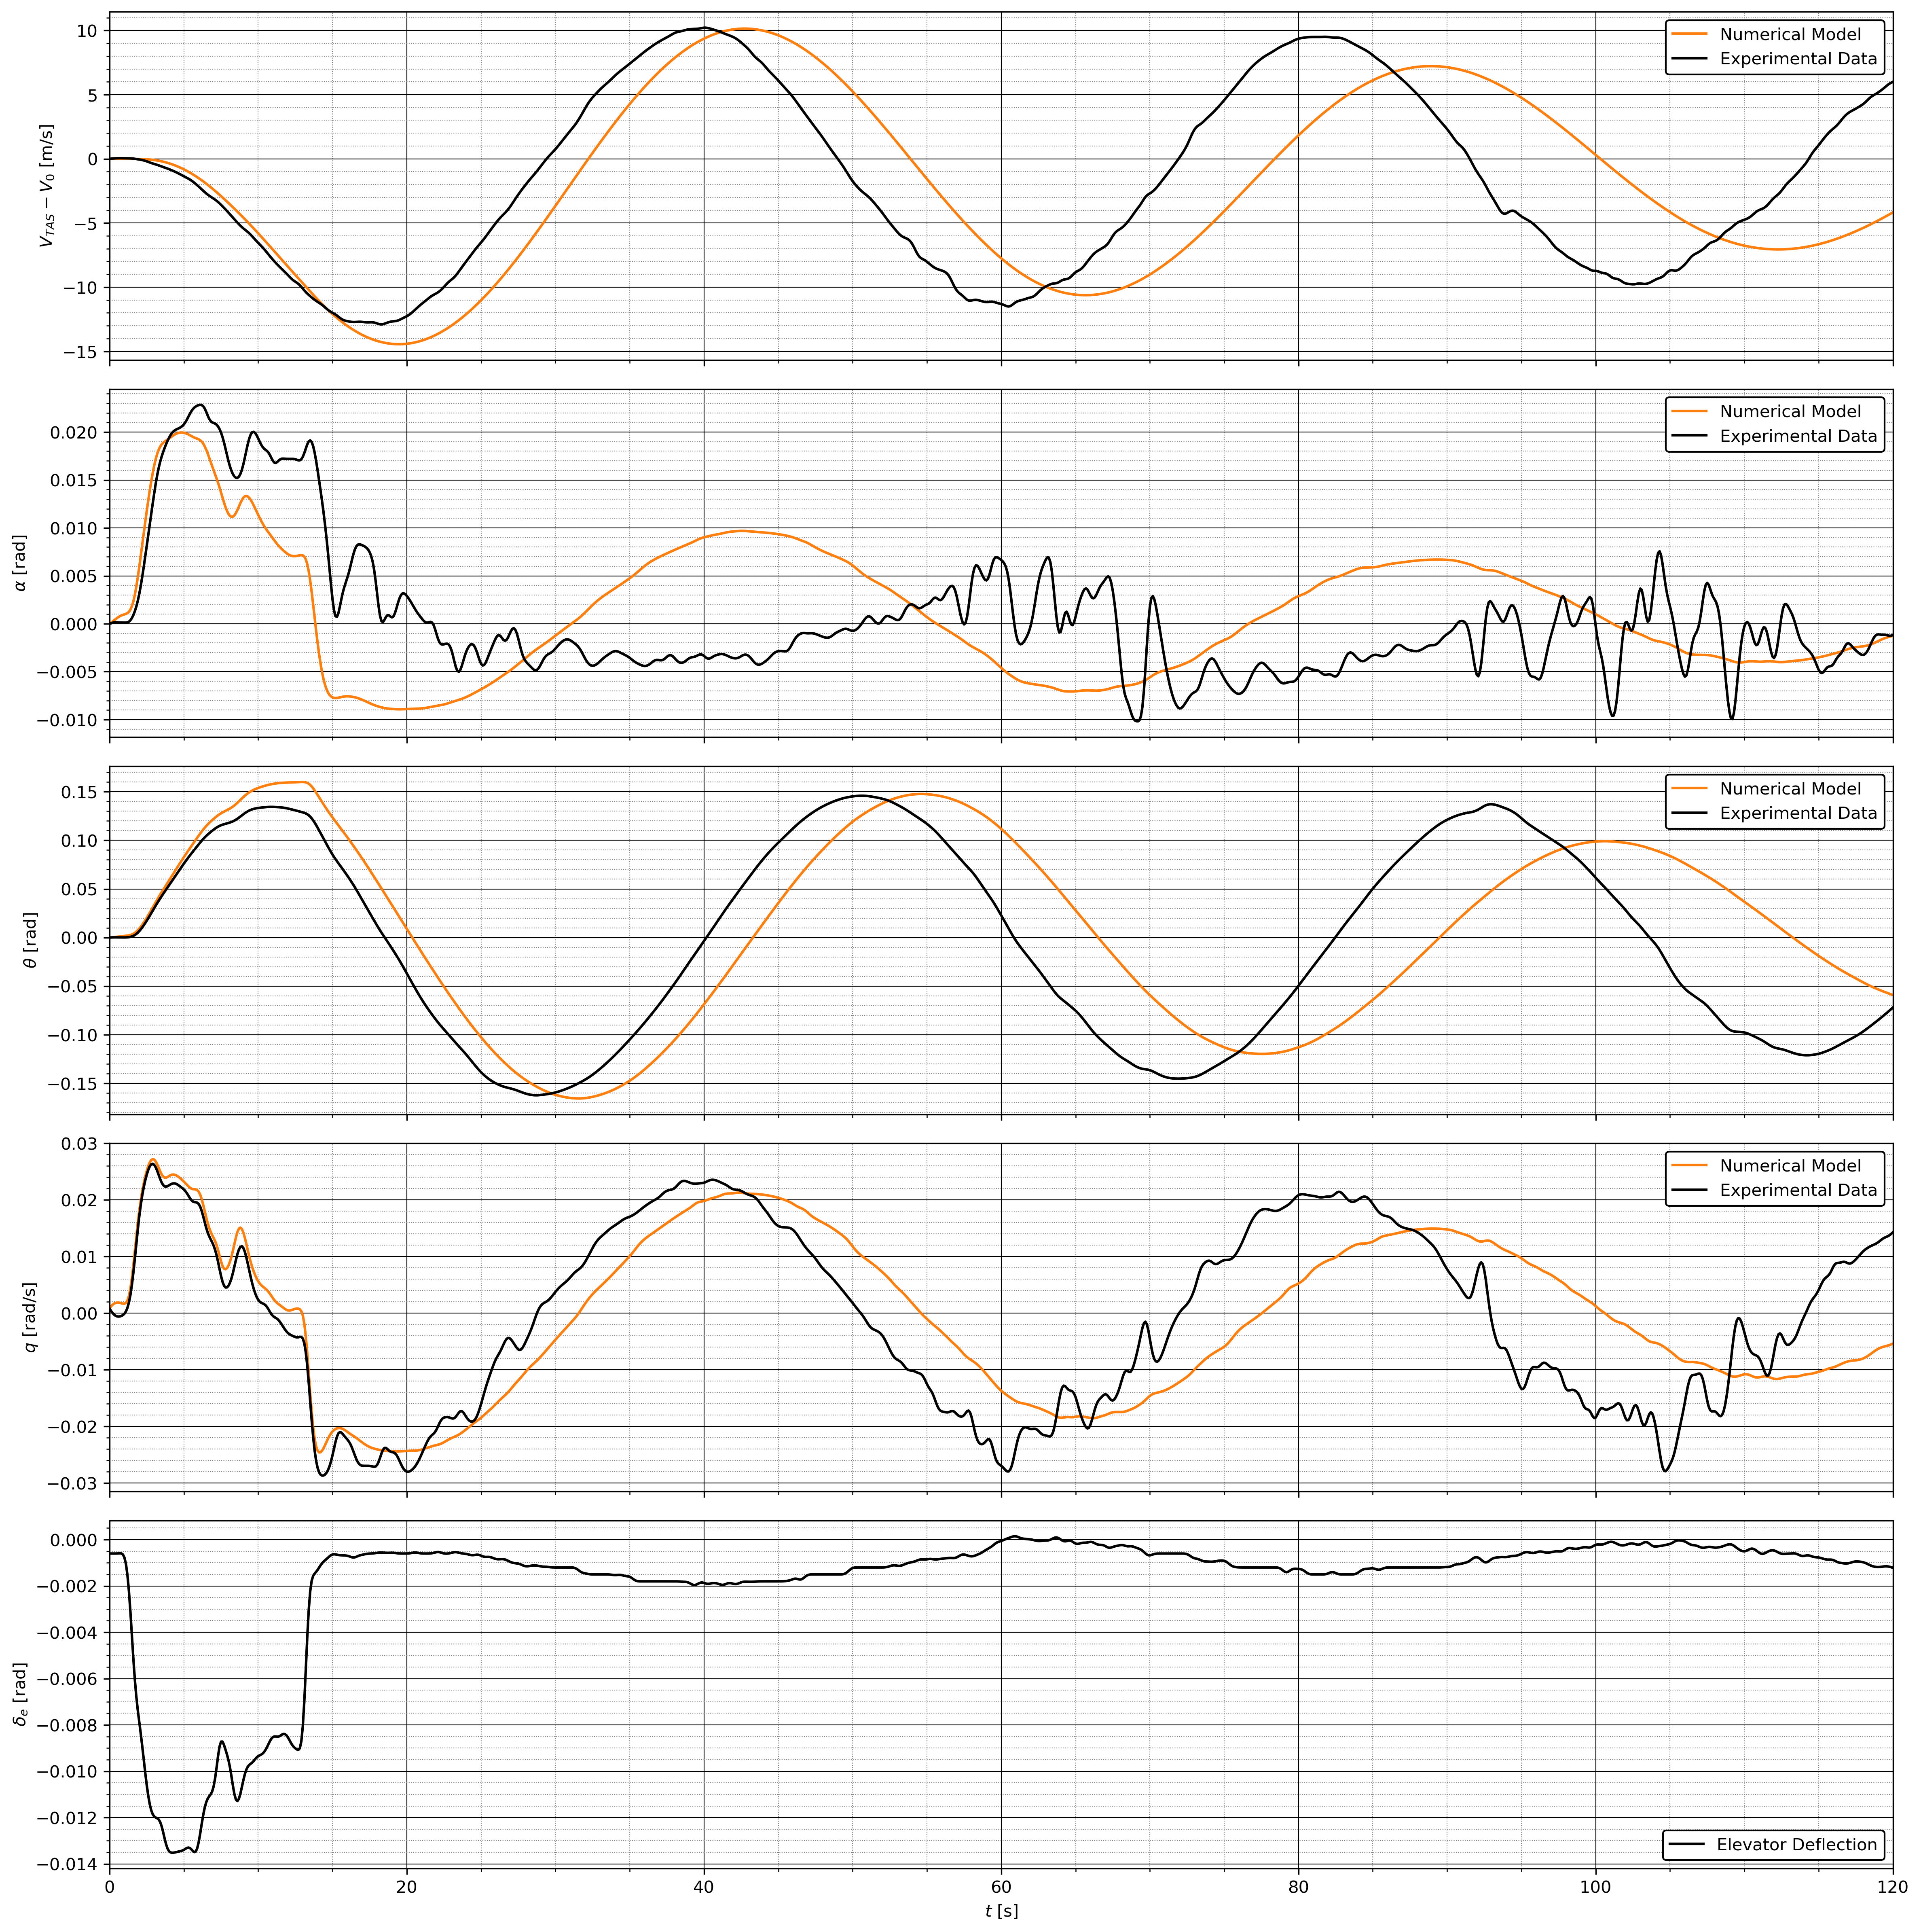 10
5
0
−5
−10
−15
V_TAS − V_0 [m/s]
Numerical Model
Experimental Data
0.020
0.015
0.010
0.005
0.000
−0.005
−0.010
α [rad]
Numerical Model
Experimental Data
0.15
0.10
0.05
0.00
−0.05
−0.10
−0.15
θ [rad]
Numerical Model
Experimental Data
0.03
0.02
0.01
0.00
−0.01
−0.02
−0.03
q [rad/s]
Numerical Model
Experimental Data
0.000
−0.002
−0.004
−0.006
−0.008
−0.010
−0.012
−0.014
δ_e [rad]
Elevator Deflection
0 20 40 60 80 100 120
t [s]